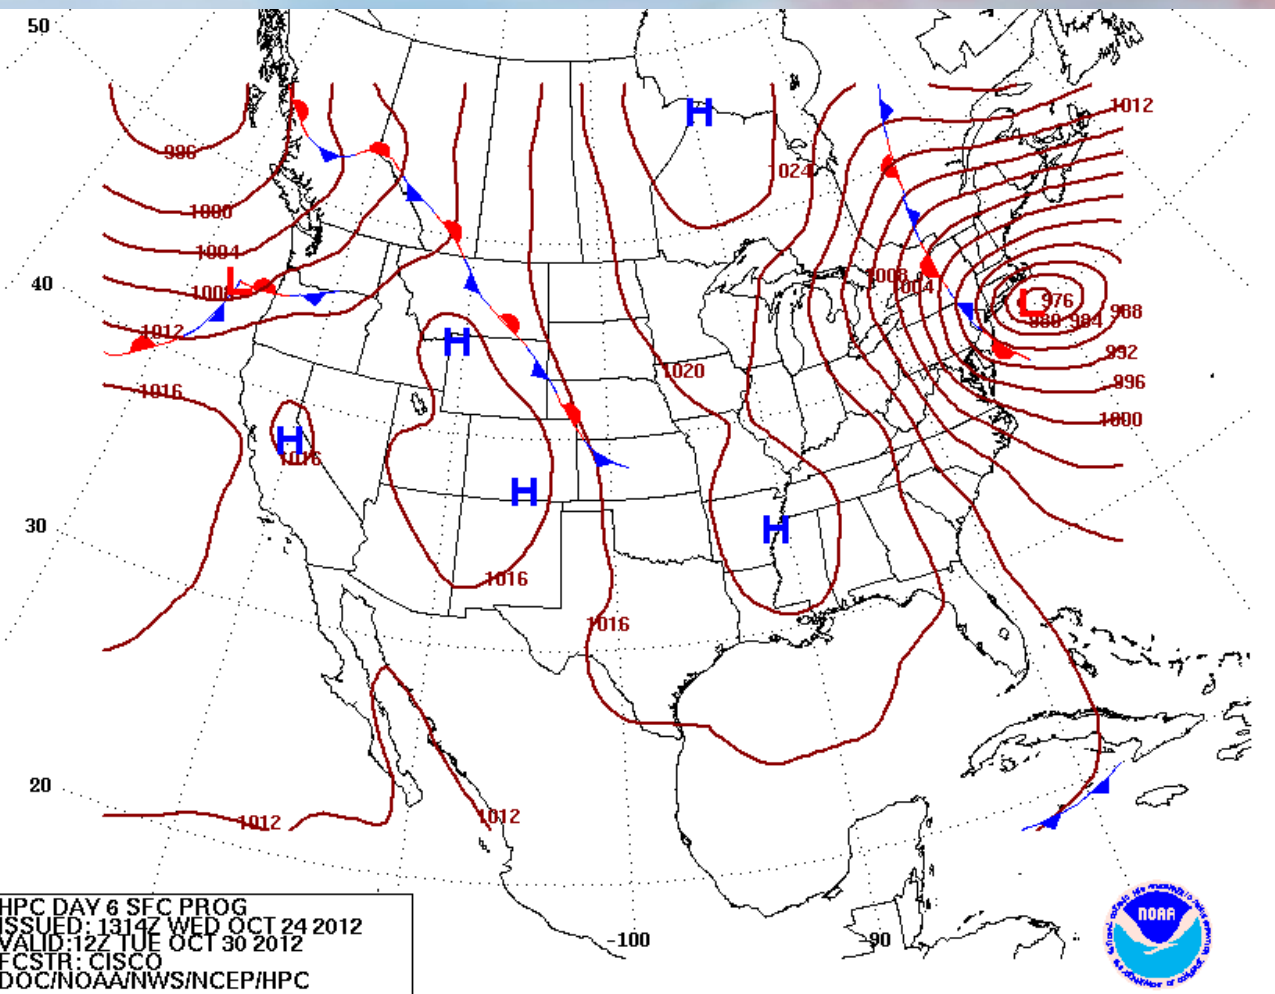 50
1012
996
1024
1000
1004
40
1008
1008
1004
976
980 984
988
1012
992
1020
1016
996
1000
1016
30
1016
1016
20
1012
1012
HPC DAY 6 SFC PROG
ISSUED: 1314Z WED OCT 24 2012
VALID:12Z TUE OCT 30 2012
FCSTR: CISCO
DOC/NOAA/NWS/NCEP/HPC
-100
-90
NOAA
H
L
H
L
H
H
H